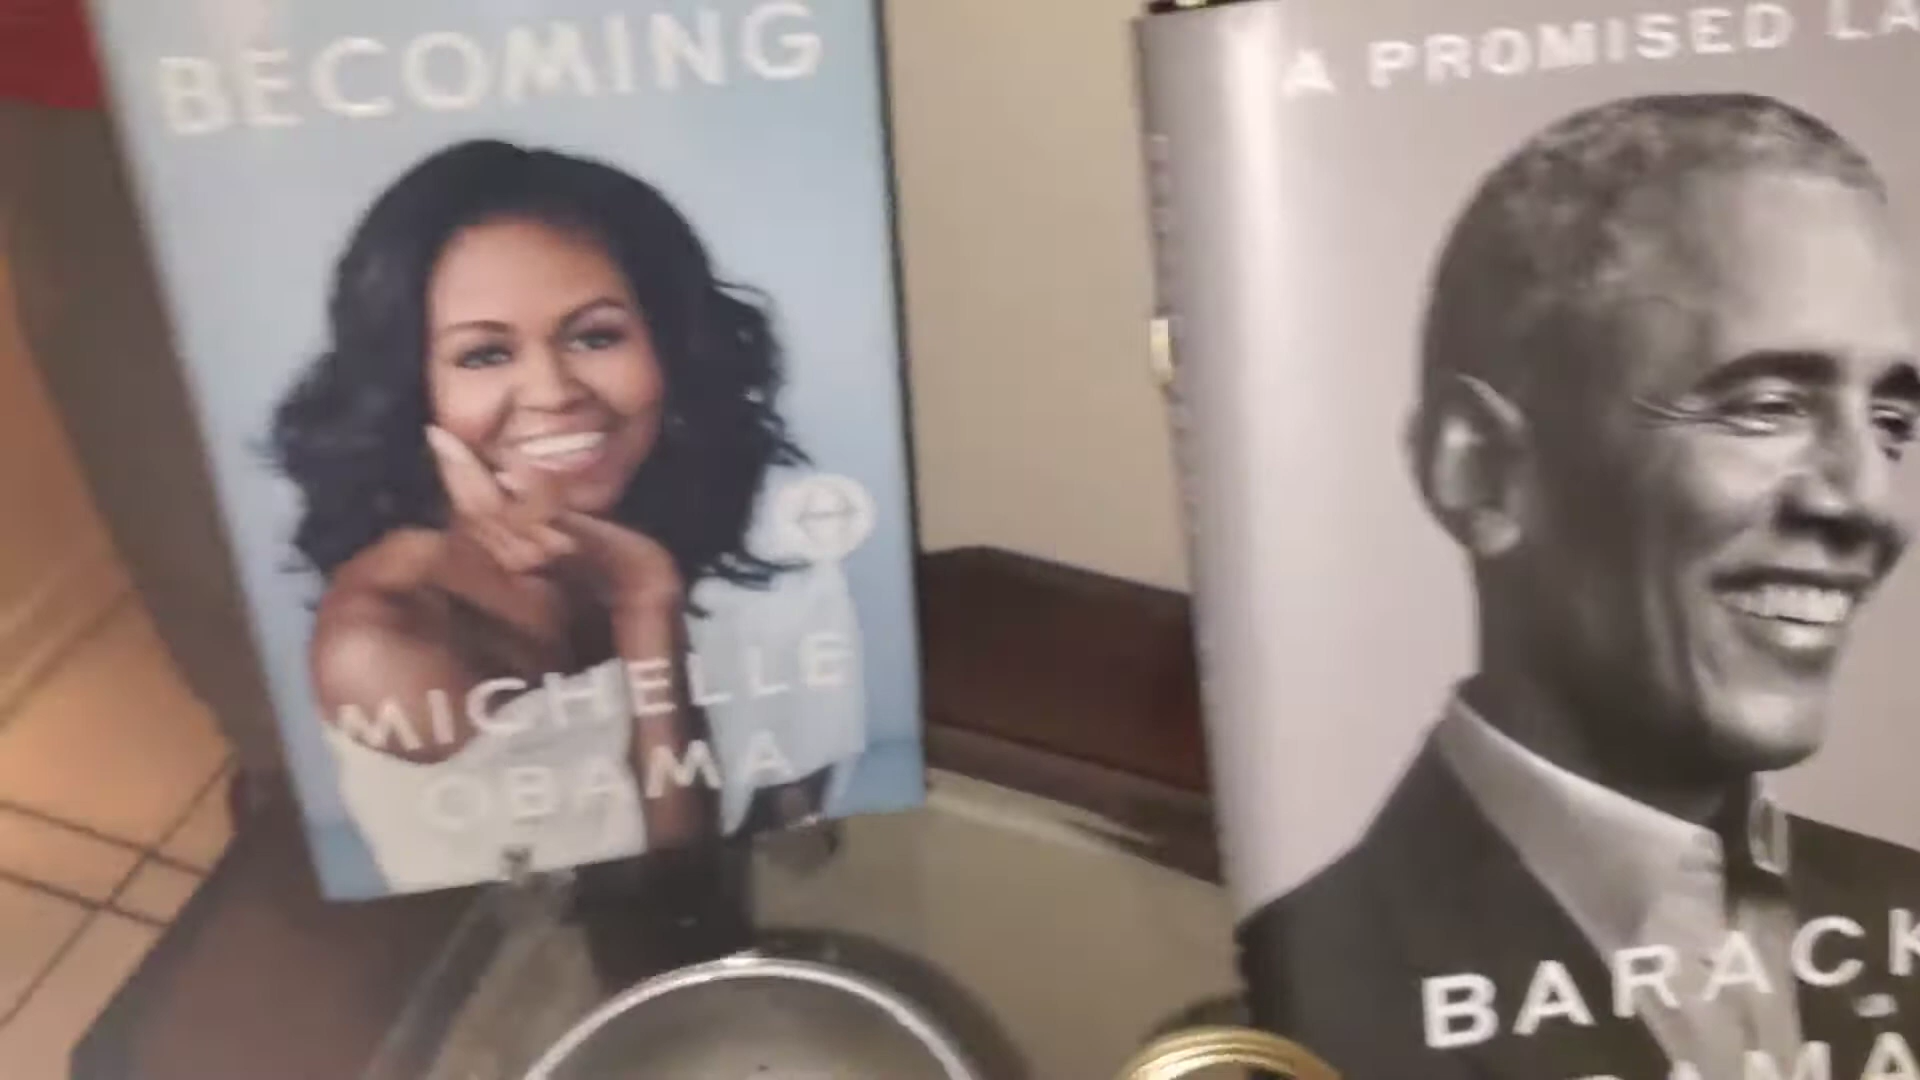 BECOMING
MICHELLE
OBAMA
A PROMISED LA
BARACK